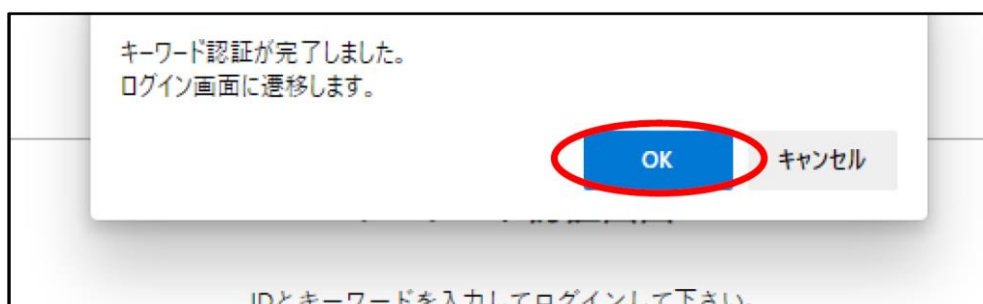 キーワード認証が完了しました。
ログイン画面に遷移します。
OK
キャンセル
IDとキーワードを入力してログインして下さい。